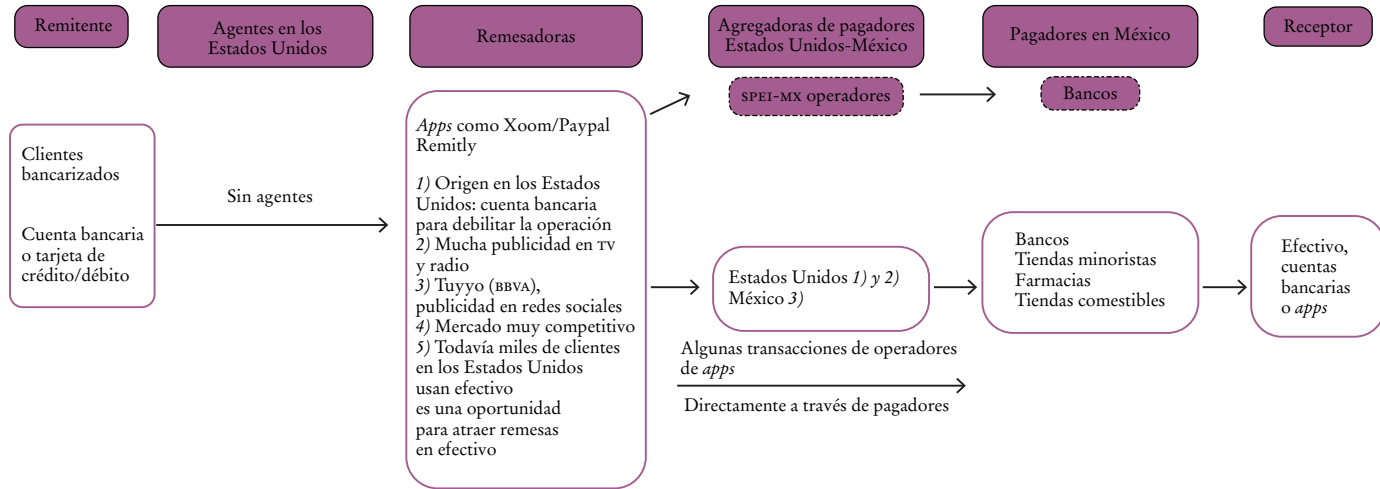 Remitente
Agentes en los
Estados Unidos
Remesadoras
Agregadoras de pagadores
Estados Unidos-México
Pagadores en México
Receptor
SPEI-MX operadores
Bancos
Clientes
bancarizados
Cuenta bancaria
o tarjeta de
crédito/débito
Sin agentes
Apps como Xoom/Paypal
Remitly
1) Origen en los Estados
Unidos: cuenta bancaria
para debilitar la operación
2) Mucha publicidad en TV
y radio
3) Tuyyo (BBVA),
publicidad en redes sociales
4) Mercado muy competitivo
5) Todavía miles de clientes
en los Estados Unidos
usan efectivo
es una oportunidad
para atraer remesas
en efectivo
Estados Unidos 1) y 2)
México 3)
Algunas transacciones de operadores
de apps
Directamente a través de pagadores
Bancos
Tiendas minoristas
Farmacias
Tiendas comestibles
Efectivo,
cuentas
bancarias
o apps